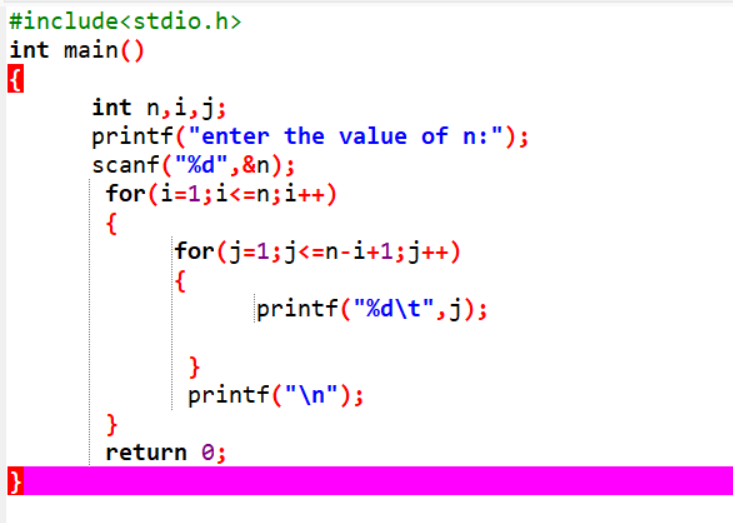 #include<stdio.h>
int main()
{
int n,i,j;
printf("enter the value of n:");
scanf("%d",&n);
for(i=1;i<=n;i++)
{
for(j=1;j<=n-i+1;j++)
{
printf("%d\t",j);
}
printf("\n");
}
return 0;
}